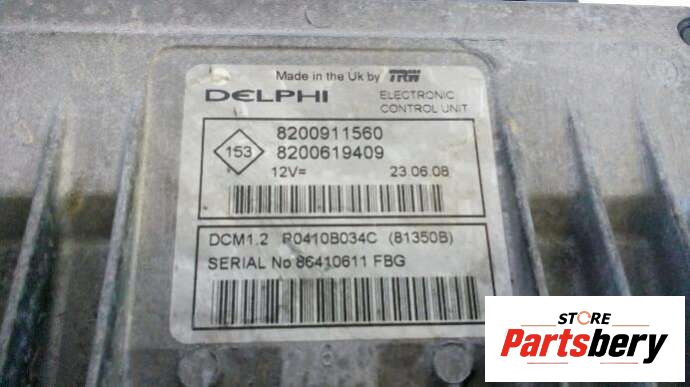 Made in the Uk by TRW
DELPHI ELECTRONIC
CONTROL UNIT
8200911560
153 8200619409
12V= 23.06.08
DCM1.2 R0410B034C (81350B)
SERIAL No 86410611 FBG
STORE
Partsbery